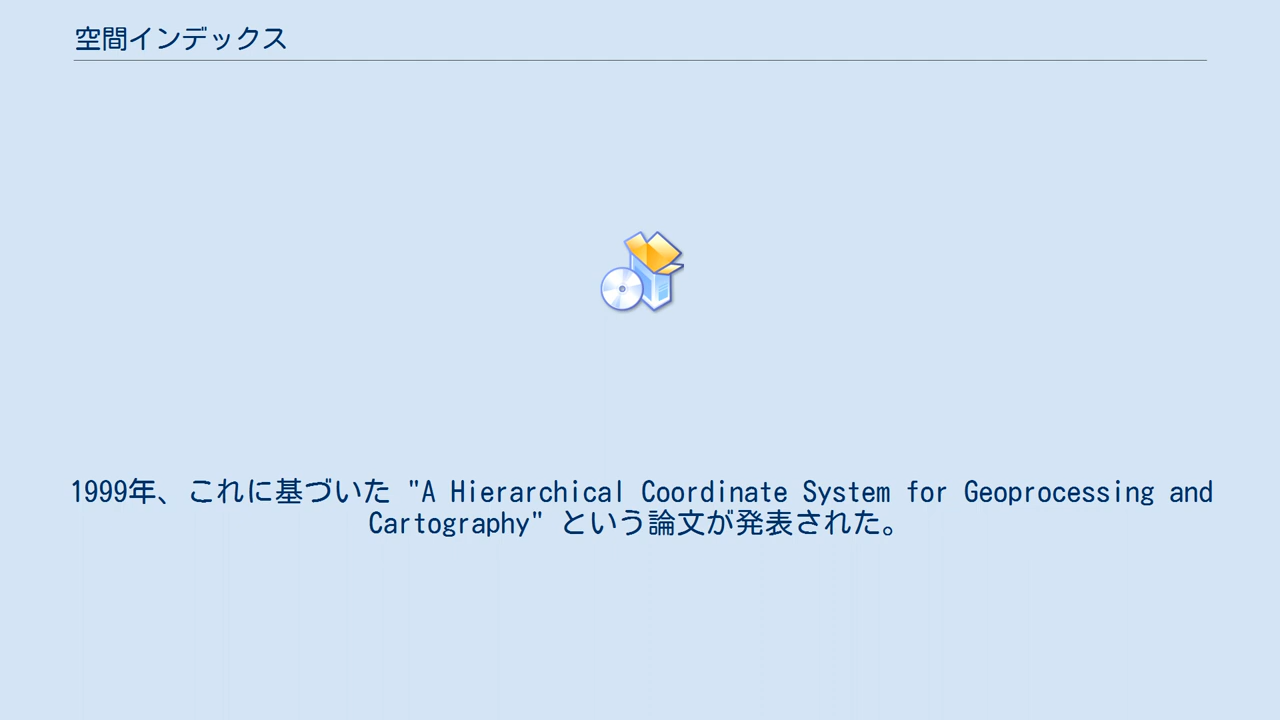 空間インデックス
1999年、これに基づいた "A Hierarchical Coordinate System for Geoprocessing and
Cartography" という論文が発表された。